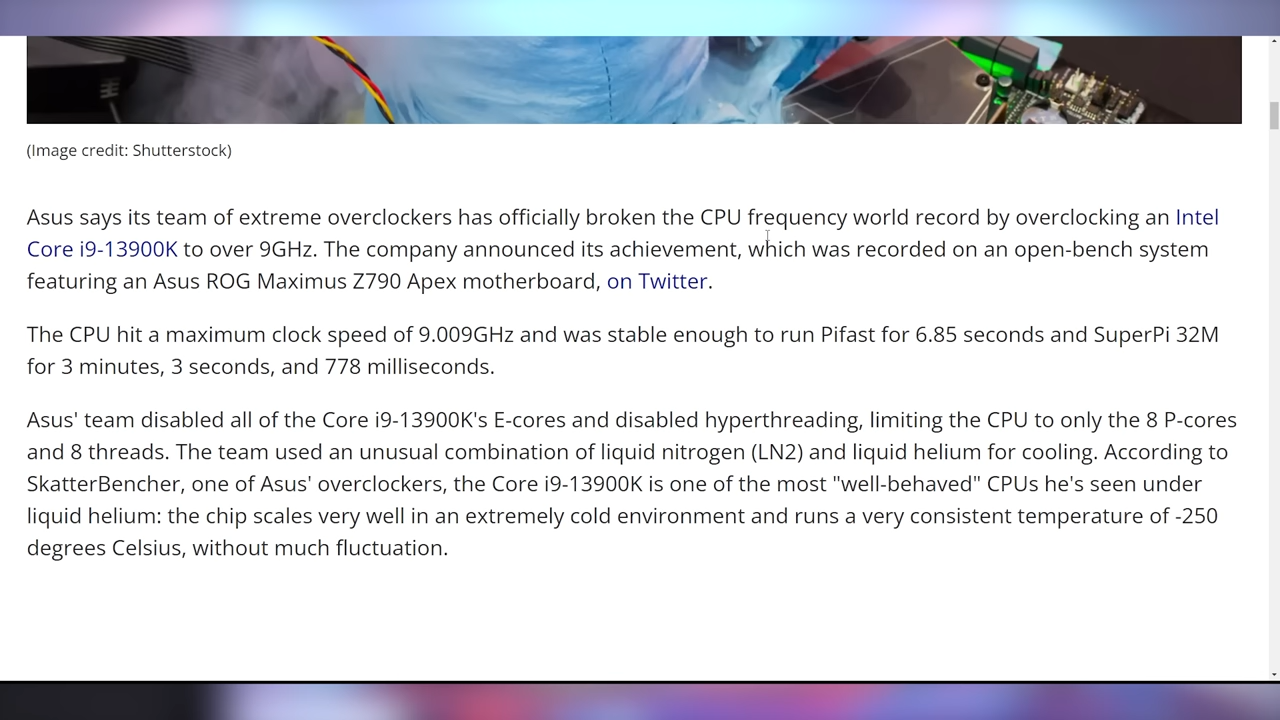 (Image credit: Shutterstock)
Asus says its team of extreme overclockers has officially broken the CPU frequency world record by overclocking an Intel
Core i9-13900K to over 9GHz. The company announced its achievement, which was recorded on an open-bench system
featuring an Asus ROG Maximus Z790 Apex motherboard, on Twitter.
The CPU hit a maximum clock speed of 9.009GHz and was stable enough to run Pifast for 6.85 seconds and SuperPi 32M
for 3 minutes, 3 seconds, and 778 milliseconds.
Asus' team disabled all of the Core i9-13900K's E-cores and disabled hyperthreading, limiting the CPU to only the 8 P-cores
and 8 threads. The team used an unusual combination of liquid nitrogen (LN2) and liquid helium for cooling. According to
SkatterBencher, one of Asus' overclockers, the Core i9-13900K is one of the most "well-behaved" CPUs he's seen under
liquid helium: the chip scales very well in an extremely cold environment and runs a very consistent temperature of -250
degrees Celsius, without much fluctuation.